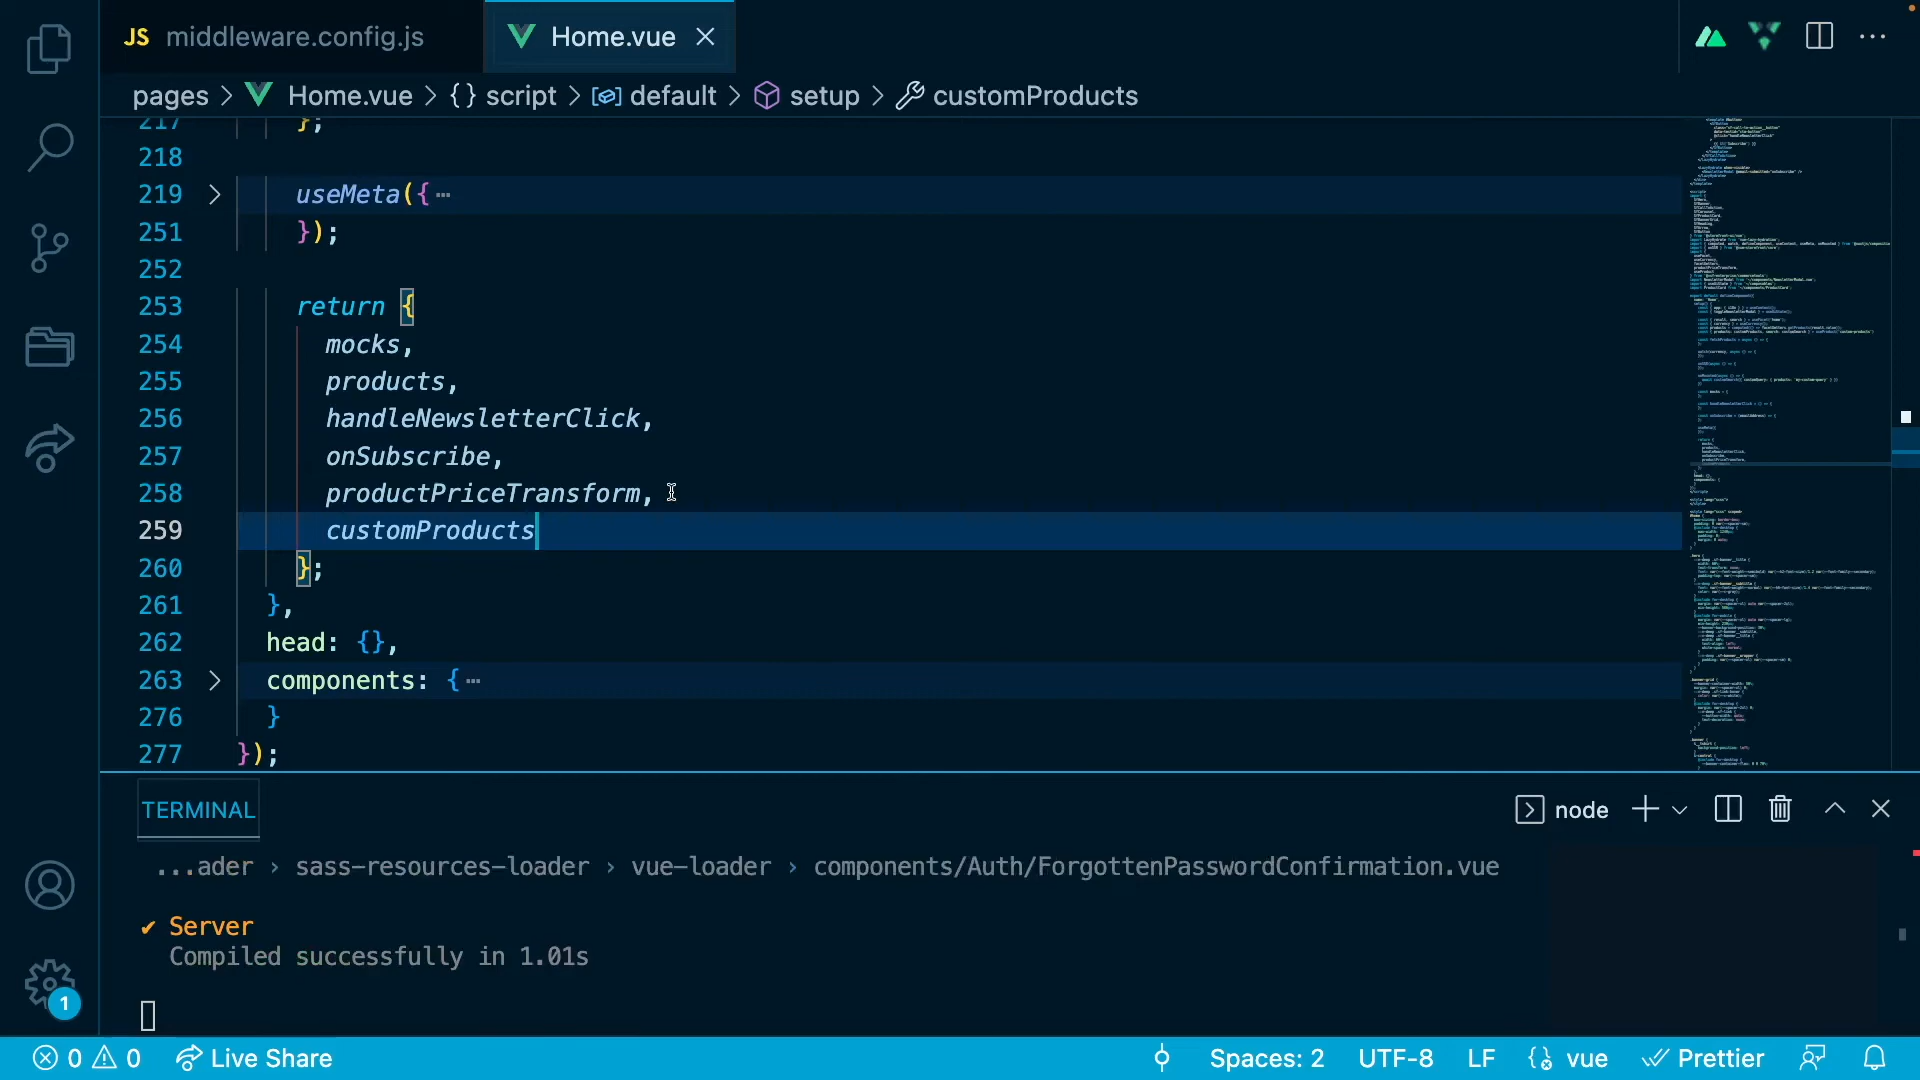 JS middleware.config.js
Home.vue
pages > Home.vue > {} script > default > setup > customProducts
217 };
218
219 useMeta({
251 });
252
253 return {
254 mocks,
255 products,
256 handleNewsletterClick,
257 onSubscribe,
258 productPriceTransform,
259 customProducts
260 };
261 },
262 head: {},
263 components: {
276 }
277 });
TERMINAL
node
...ader › sass-resources-loader › vue-loader › components/Auth/ForgottenPasswordConfirmation.vue
✔ Server
Compiled successfully in 1.01s
1
0 0 Live Share Spaces: 2 UTF-8 LF vue Prettier